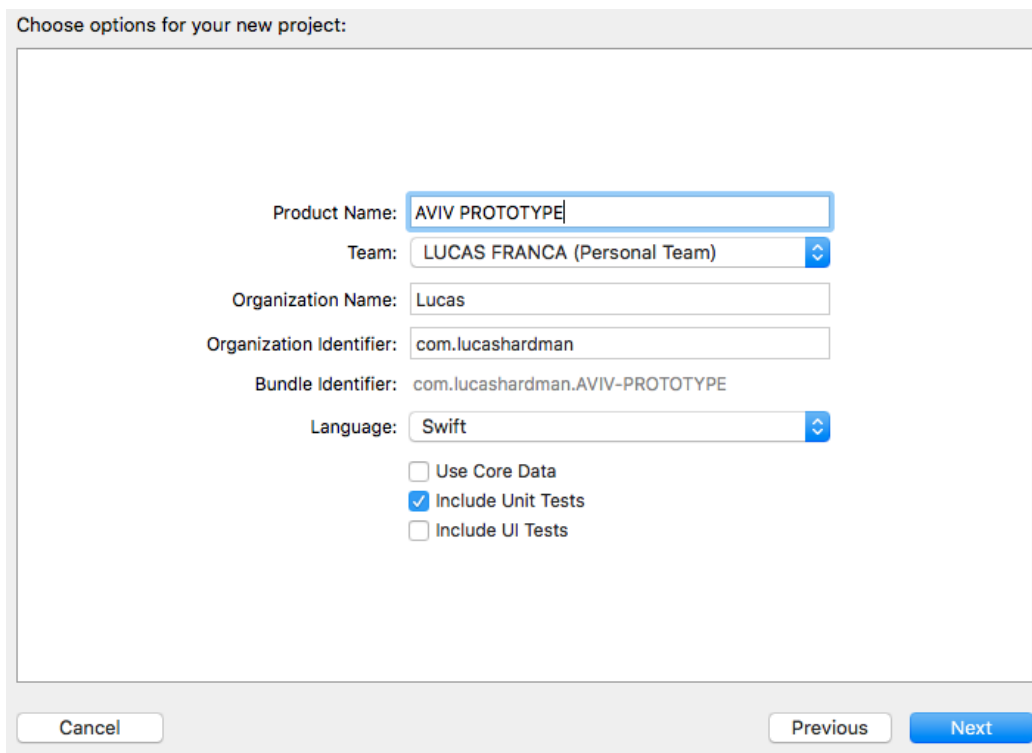 Choose options for your new project:
Product Name: AVIV PROTOTYPE
Team: LUCAS FRANCA (Personal Team)
Organization Name: Lucas
Organization Identifier: com.lucashardman
Bundle Identifier: com.lucashardman.AVIV-PROTOTYPE
Language: Swift
Use Core Data
Include Unit Tests
Include UI Tests
Cancel Previous Next